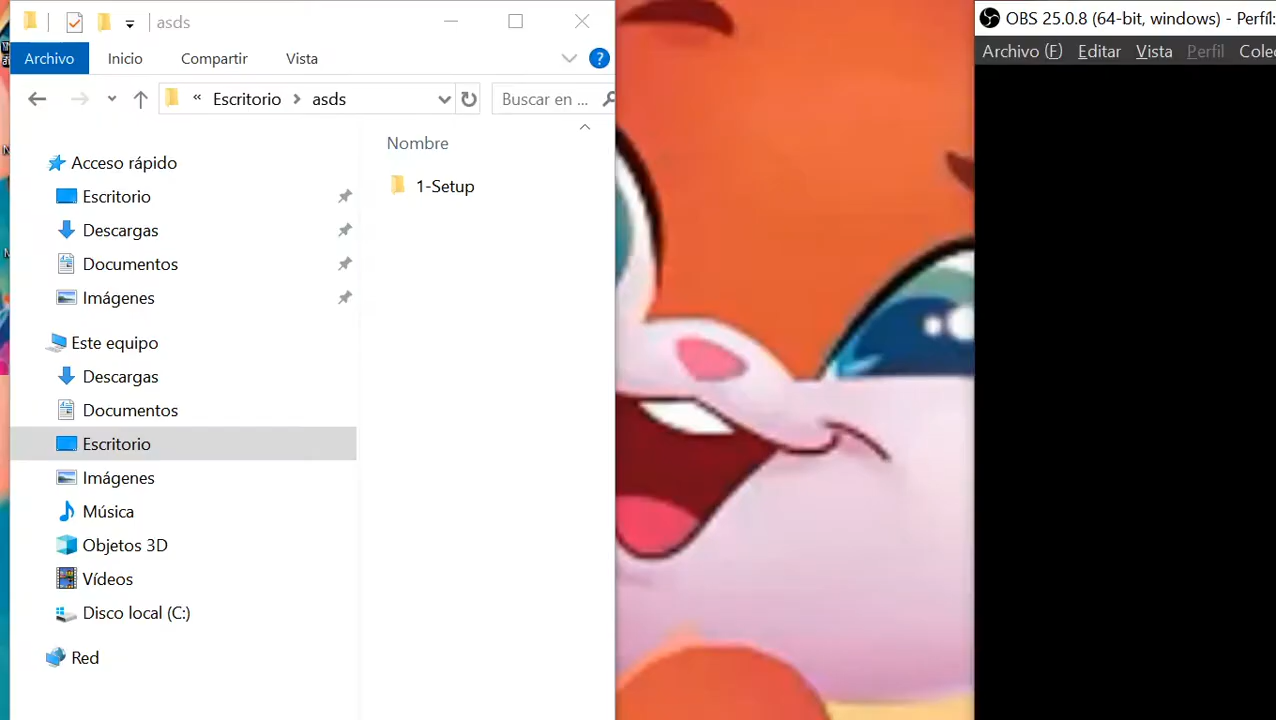 asds
Archivo Inicio Compartir Vista
« Escritorio > asds Buscar en ...
Nombre
1-Setup
Acceso rápido
Escritorio
Descargas
Documentos
Imágenes
Este equipo
Descargas
Documentos
Escritorio
Imágenes
Música
Objetos 3D
Vídeos
Disco local (C:)
Red
OBS 25.0.8 (64-bit, windows) - Perfil:
Archivo (F) Editar Vista Perfil Colec